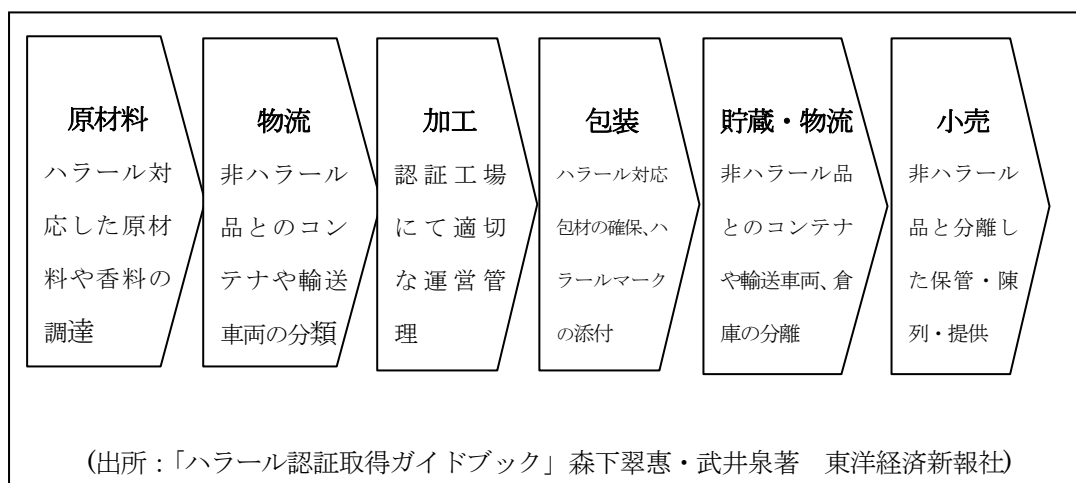 原材料
ハラール対
応した原材
料や香料の
調達
物流
非ハラール
品とのコン
テナや輸送
車両の分類
加工
認証工場
にて適切
な運営管
理
包装
ハラール対応
包材の確保、ハ
ラールマーク
の添付
貯蔵・物流
非ハラール品
とのコンテナ
や輸送車両、倉
庫の分離
小売
非ハラール
品と分離し
た保管・陳
列・提供
(出所：「ハラール認証取得ガイドブック」森下翠惠・武井泉著　東洋経済新報社)